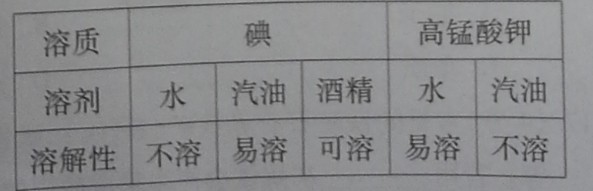 溶质 碘 高锰酸钾
溶剂 水 汽油 酒精 水 汽油
溶解性 不溶 易溶 可溶 易溶 不溶